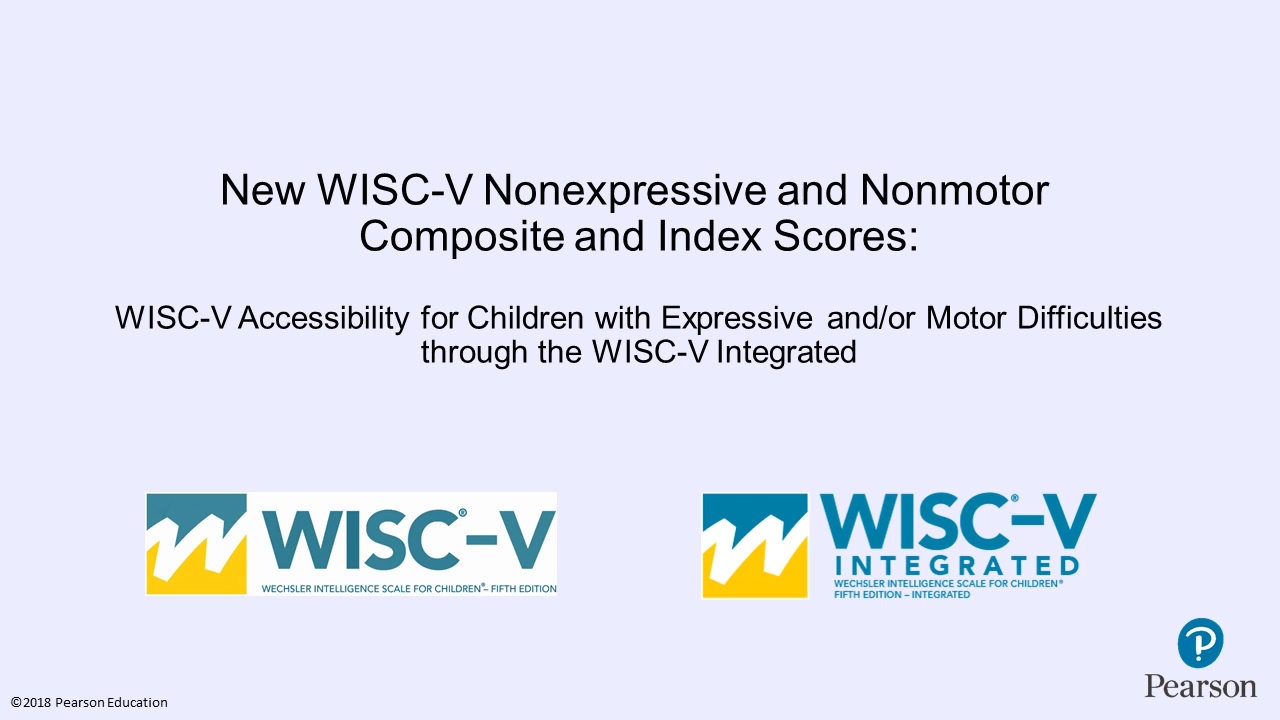 New WISC-V Nonexpressive and Nonmotor
Composite and Index Scores:
WISC-V Accessibility for Children with Expressive and/or Motor Difficulties
through the WISC-V Integrated
WISC®–V
WECHSLER INTELLIGENCE SCALE FOR CHILDREN®– FIFTH EDITION
WISC®–V
INTEGRATED
WECHSLER INTELLIGENCE SCALE FOR CHILDREN®
FIFTH EDITION – INTEGRATED
P
Pearson
©2018 Pearson Education